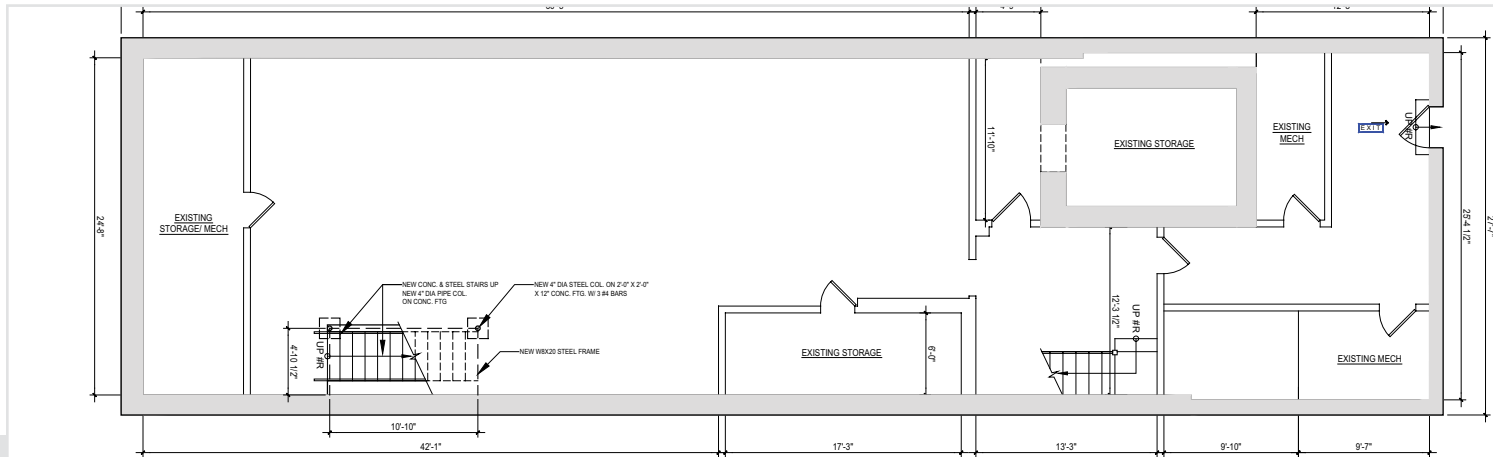 24'-8"
EXISTING
STORAGE/ MECH
NEW CONC. & STEEL STAIRS UP
NEW 4" DIA PIPE COL.
ON CONC. FTG
NEW 4" DIA STEEL COL. ON 2'-0" X 2'-0"
X 12" CONC. FTG. W/ 3 #4 BARS
NEW W8X20 STEEL FRAME
UP #R
4'-10 1/2"
10'-10"
42'-1"
EXISTING STORAGE
6'-0"
17'-3"
11'-10"
EXISTING STORAGE
EXISTING
MECH
EXIT
UP #R
12'-3 1/2"
UP #R
EXISTING MECH
13'-3"
9'-10"
9'-7"
25'-4 1/2"
27'-7"